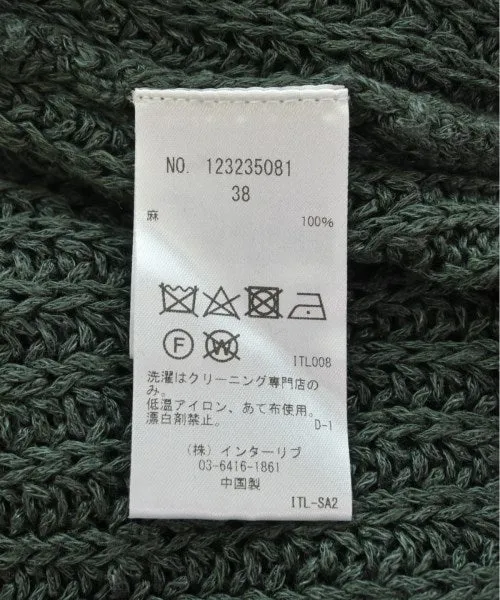 NO. 123235081
38
麻 100%
F W
ITL008
洗濯はクリーニング専門店の
み。
低温アイロン、あて布使用。
漂白剤禁止。
D-1
(株) インターリブ
03-6416-1861
中国製
ITL-SA2